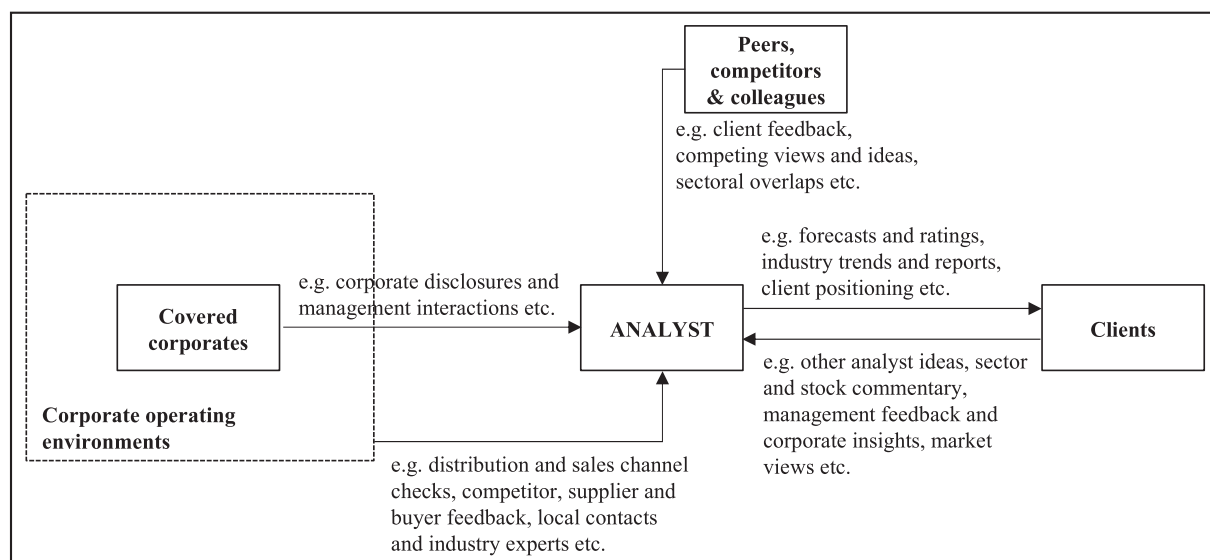 Peers,
competitors
& colleagues
e.g. client feedback,
competing views and ideas,
sectoral overlaps etc.
e.g. forecasts and ratings,
industry trends and reports,
client positioning etc.
e.g. corporate disclosures and
management interactions etc.
Covered
corporates
ANALYST
Clients
e.g. other analyst ideas, sector
and stock commentary,
management feedback and
corporate insights, market
views etc.
Corporate operating
environments
e.g. distribution and sales channel
checks, competitor, supplier and
buyer feedback, local contacts
and industry experts etc.